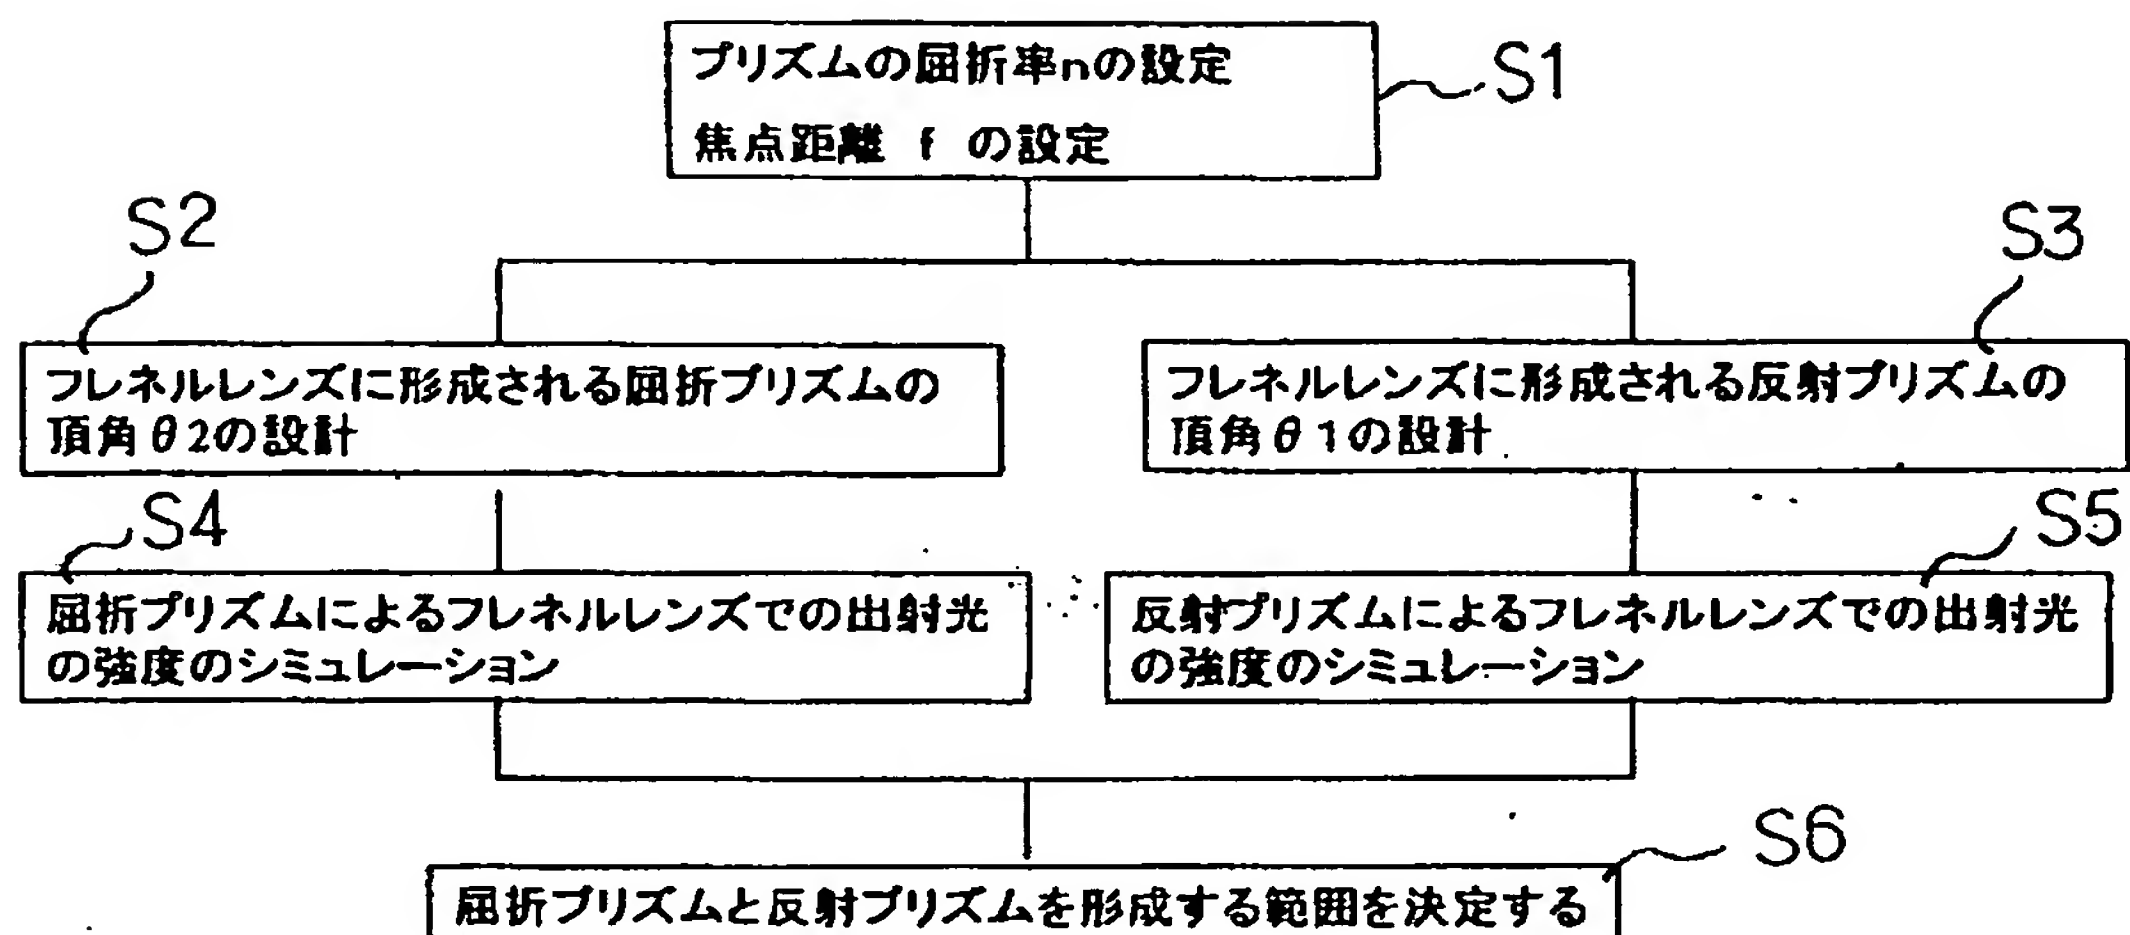 プリズムの屈折率nの設定
焦点距離 f の設定
S1
S2
S3
フレネルレンズに形成される屈折プリズムの
頂角θ2の設計
フレネルレンズに形成される反射プリズムの
頂角θ1の設計
S4
S5
屈折プリズムによるフレネルレンズでの出射光
の強度のシミュレーション
反射プリズムによるフレネルレンズでの出射光
の強度のシミュレーション
S6
屈折プリズムと反射プリズムを形成する範囲を決定する